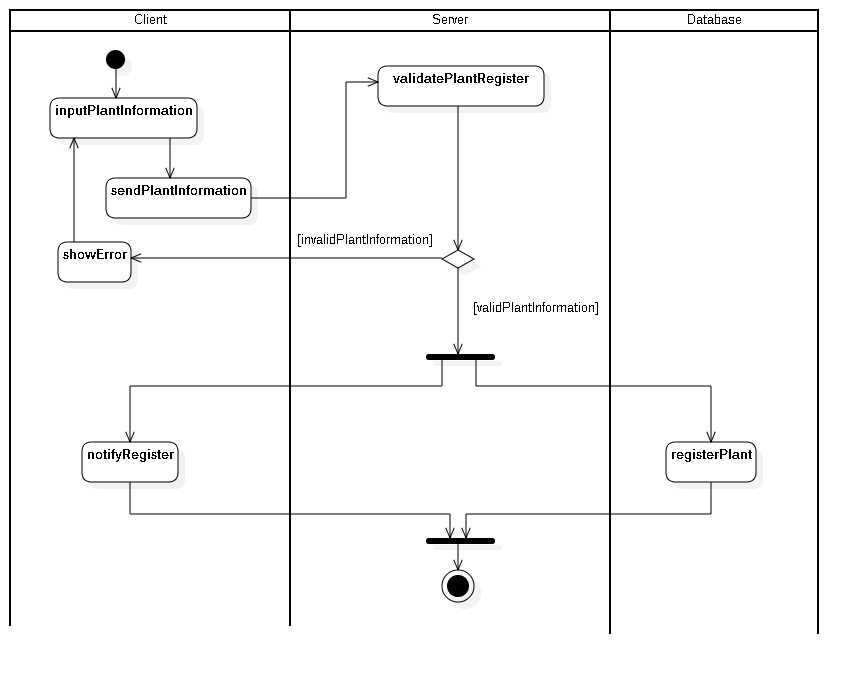 Client
Server
Database
validatePlantRegister
inputPlantInformation
sendPlantInformation
[invalidPlantInformation]
showError
[validPlantInformation]
notifyRegister
registerPlant